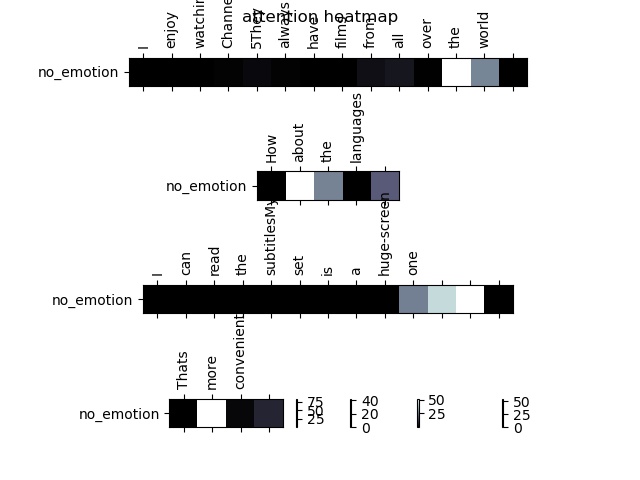 attention heatmap
I enjoy watching Channel 5They always have films from all over the world
no_emotion
How about the languages
no_emotion
I can read the subtitlesMy set is a huge-screen one
no_emotion
Thats more convenient
no_emotion
75 50 25
40 20 0
50 25
50 25 0